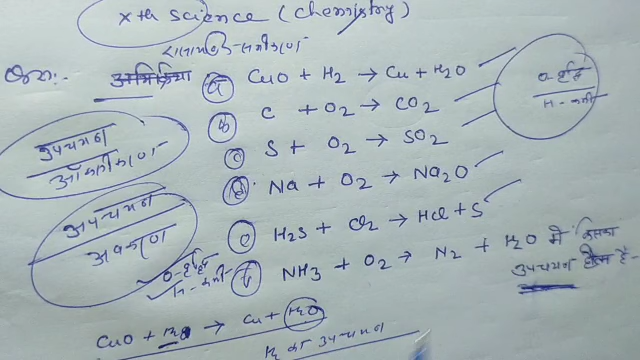 Xth science (chemistry)
रासायनिक समीकरण
प्रश्न:-
(a) CuO + H2 → Cu + H2O
(b) C + O2 → CO2
(c) S + O2 → SO2
(d) Na + O2 → Na2O
(e) H2S + Cl2 → HCl + S
(f) NH3 + O2 → N2 + H2O में किसका
उपचयन होता है-
O-वृद्धि
H-कमी
उपचयन
ऑक्सीकरण
अपचयन
अवकरण
O-वृद्धि
H-कमी
CuO + H2 → Cu + H2O
H2 का उपचयन